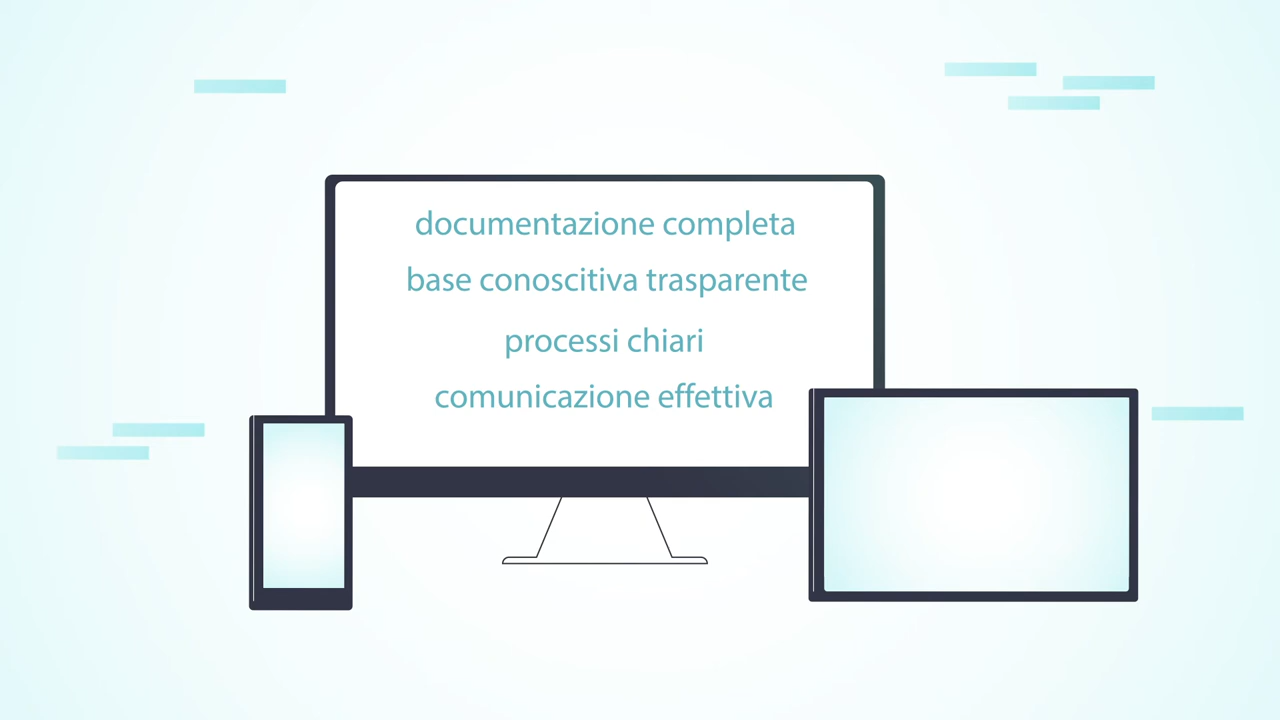 documentazione completa
base conoscitiva trasparente
processi chiari
comunicazione effettiva